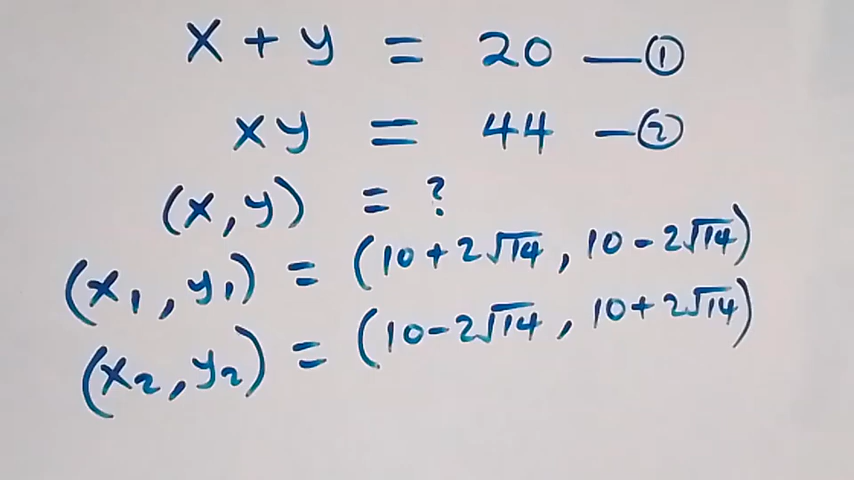 x + y = 20 —①
xy = 44 —②
(x, y) = ?
(x₁, y₁) = (10 + 2√14, 10 - 2√14)
(x₂, y₂) = (10 - 2√14, 10 + 2√14)